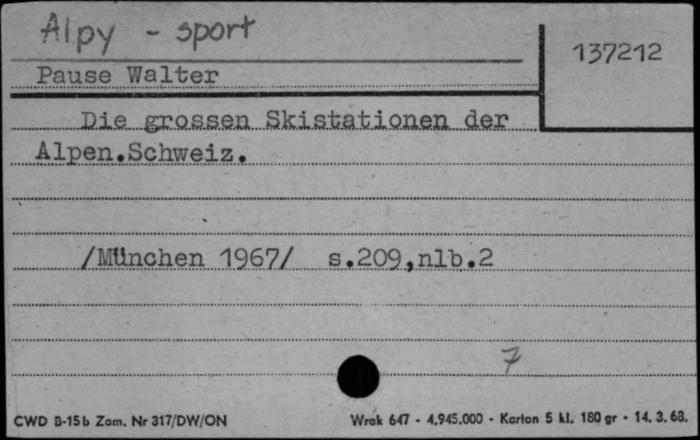 Alpy - sport
137212
Pause Walter
Die grossen Skistationen der
Alpen.Schweiz.
/München 1967/ s.209,nlb.2
7
CWD B-15b Zam. Nr 317/DW/ON Wrak 647 - 4.945.000 - Karton 5 kl. 180 gr - 14.3.68.